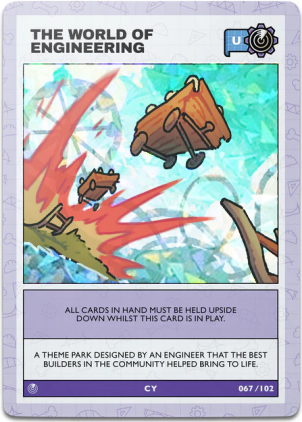 THE WORLD OF
ENGINEERING
U
ALL CARDS IN HAND MUST BE HELD UPSIDE
DOWN WHILST THIS CARD IS IN PLAY.
A THEME PARK DESIGNED BY AN ENGINEER THAT THE BEST
BUILDERS IN THE COMMUNITY HELPED BRING TO LIFE.
CY
067 /102